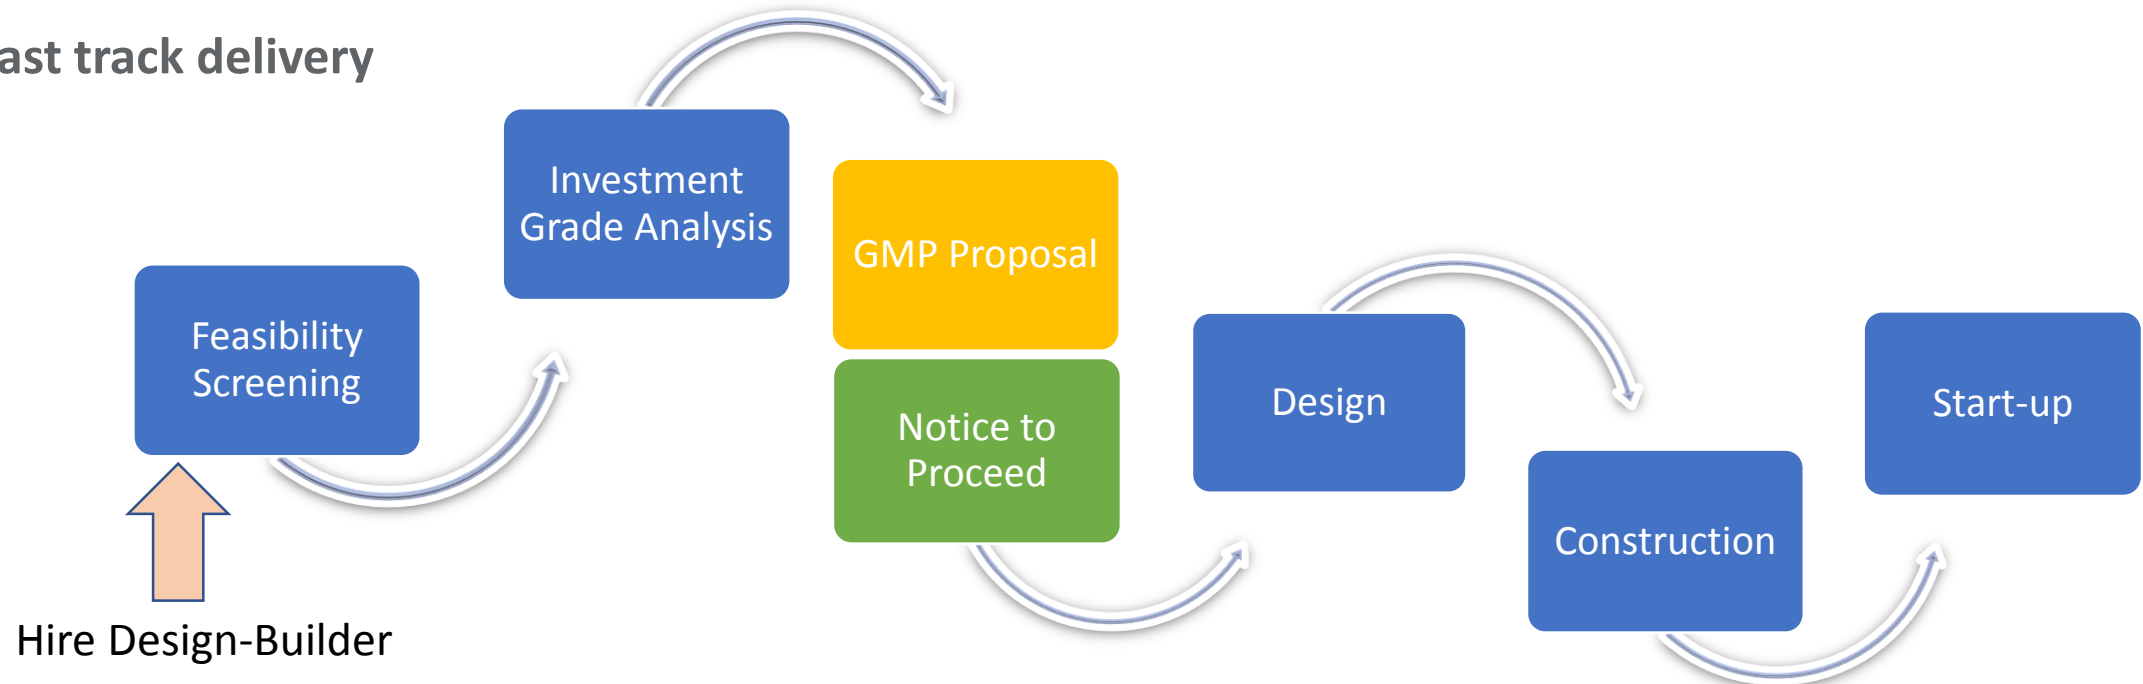 ast track delivery
Investment
Grade Analysis
GMP Proposal
Feasibility
Screening
Notice to
Proceed
Design
Start-up
Construction
Hire Design-Builder